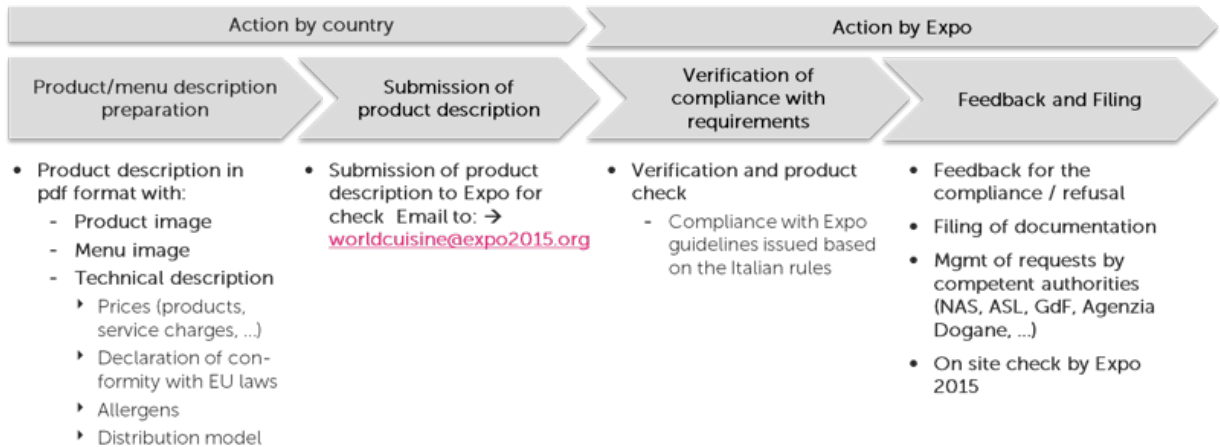 Action by country
Action by Expo
Product/menu description
preparation
Submission of
product description
Verification of
compliance with
requirements
Feedback and Filing
• Product description in
pdf format with:
- Product image
- Menu image
- Technical description
‣ Prices (products,
service charges, ...)
‣ Declaration of con-
formity with EU laws
‣ Allergens
‣ Distribution model
• Submission of product
description to Expo for
check Email to: →
worldcuisine@expo2015.org
• Verification and product
check
- Compliance with Expo
guidelines issued based
on the Italian rules
• Feedback for the
compliance / refusal
• Filing of documentation
• Mgmt of requests by
competent authorities
(NAS, ASL, GdF, Agenzia
Dogane, ...)
• On site check by Expo
2015